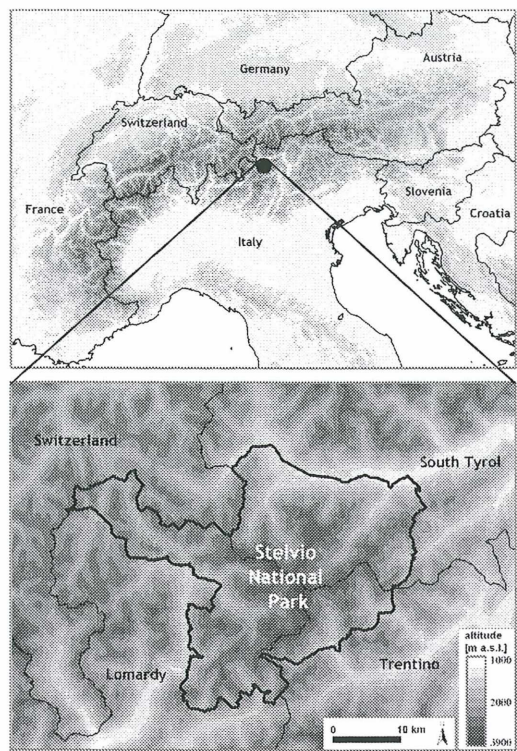 Germany
Austria
Switzerland
France
Slovenia
Croatia
Italy
Switzerland
South Tyrol
Stelvio
National
Park
Lomardy
Trentino
altitude
[m a.s.l.]
1000
2000
3900
0 10 km